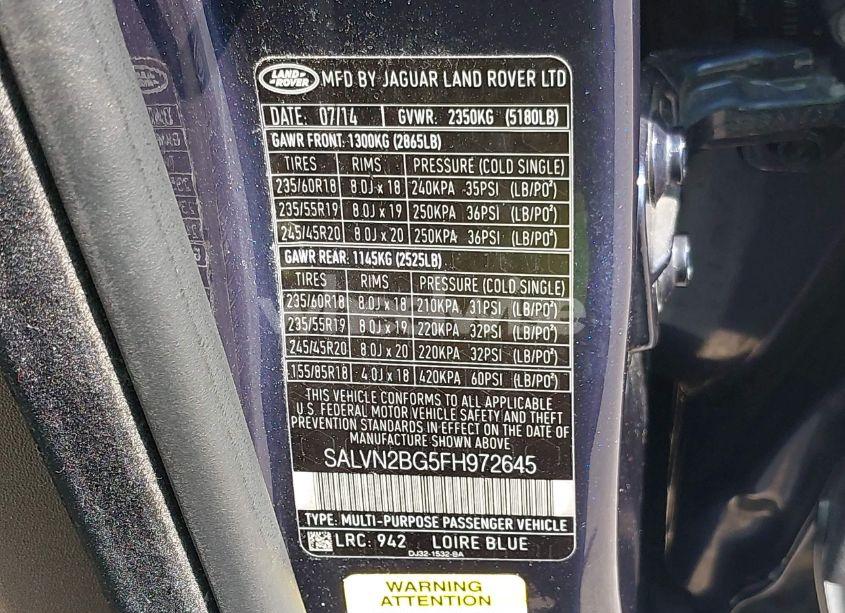 LAND ROVER MFD BY JAGUAR LAND ROVER LTD
DATE. 07/14 GVWR. 2350KG (5180LB)
GAWR FRONT: 1300KG (2865LB)
TIRES RIMS PRESSURE (COLD SINGLE)
235/60R18 8.0J x 18 240KPA 35PSI (LB/PO²)
235/55R19 8.0J x 19 250KPA 36PSI (LB/PO²)
245/45R20 8.0J x 20 250KPA 36PSI (LB/PO²)
GAWR REAR: 1145KG (2525LB)
TIRES RIMS PRESSURE (COLD SINGLE)
235/60R18 8.0J x 18 210KPA 31PSI (LB/PO²)
235/55R19 8.0J x 19 220KPA 32PSI (LB/PO²)
245/45R20 8.0J x 20 220KPA 32PSI (LB/PO²)
155/85R18 4.0J x 18 420KPA 60PSI (LB/PO²)
THIS VEHICLE CONFORMS TO ALL APPLICABLE
U.S. FEDERAL MOTOR VEHICLE SAFETY AND THEFT
PREVENTION STANDARDS IN EFFECT ON THE DATE OF
MANUFACTURE SHOWN ABOVE
SALVN2BG5FH972645
TYPE: MULTI-PURPOSE PASSENGER VEHICLE
LRC: 942 LOIRE BLUE
DJ32-1532-BA
WARNING
ATTENTION